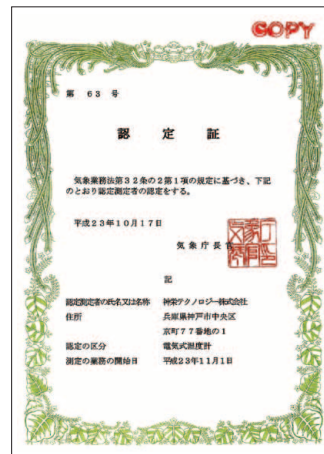 COPY
第 63 号
認 定 証
気象業務法第32条の2第1項の規定に基づき、下記
のとおり認定測定者の認定をする。
平成23年10月17日
気象庁長官
記
認定測定者の氏名又は名称 神栄テクノロジー株式会社
住所 兵庫県神戸市中央区
京町77番地の1
認定の区分 電気式湿度計
測定の業務の開始日 平成23年11月1日